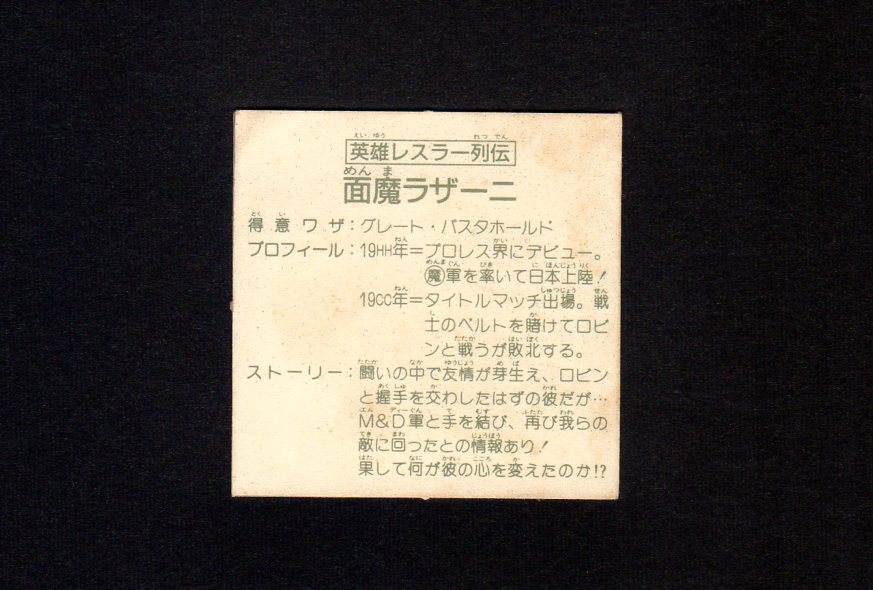 英雄レスラー列伝
面魔ラザーニ
得意ワザ：グレート・パスタホールド
プロフィール：19HH年＝プロレス界にデビュー。
魔軍を率いて日本上陸！
19CC年＝タイトルマッチ出場。戦
士のベルトを賭けてロビ
ンと戦うが敗北する。
ストーリー：闘いの中で友情が芽生え、ロビン
と握手を交わしたはずの彼だが…
M&D軍と手を結び、再び我らの
敵に回ったとの情報あり！
果して何が彼の心を変えたのか!?